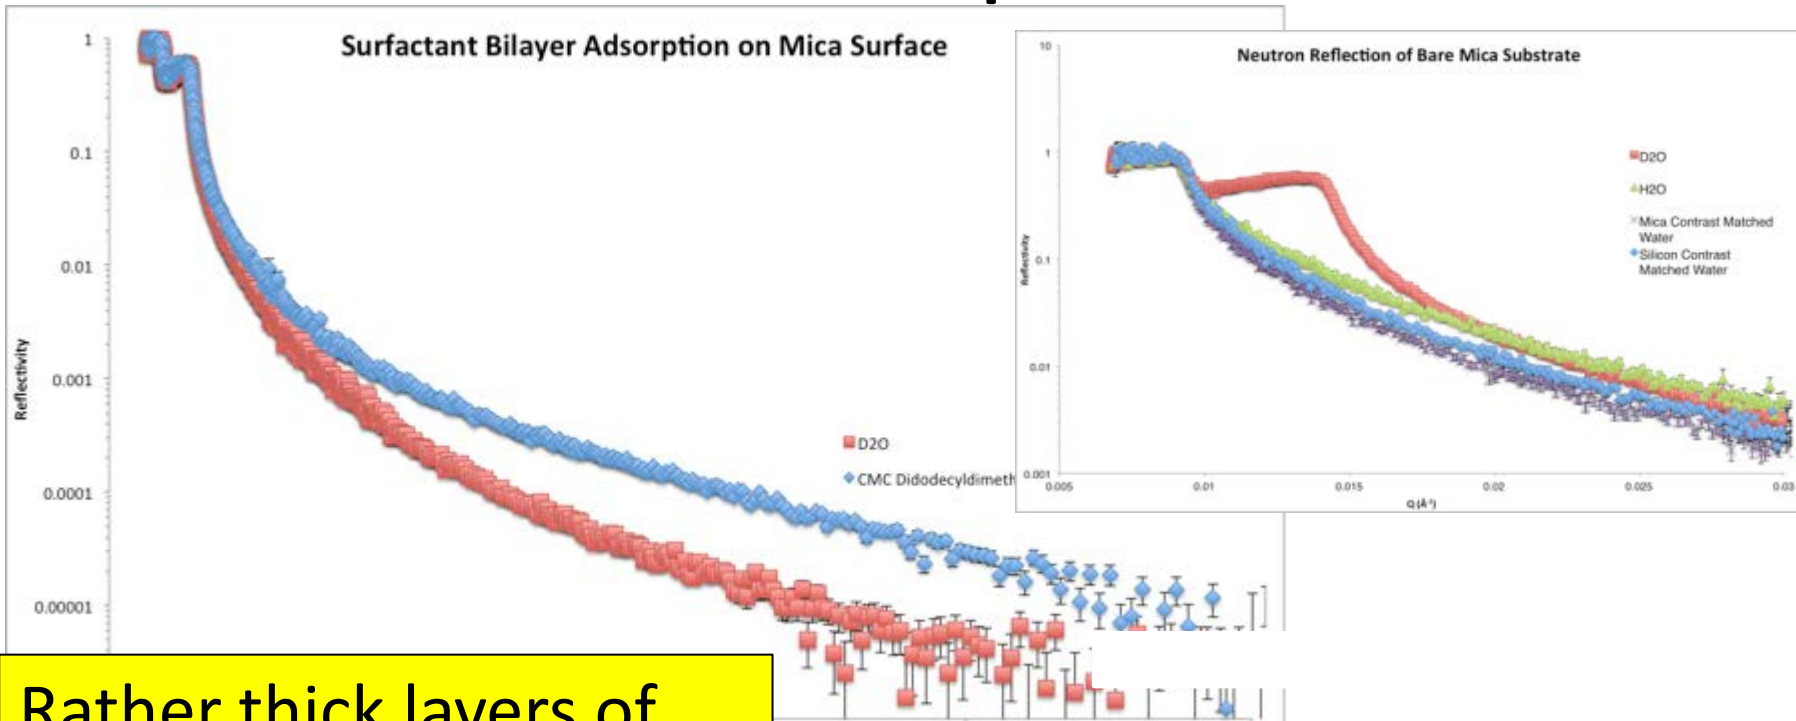 Surfactant Bilayer Adsorption on Mica Surface
1
0.1
0.01
0.001
0.0001
0.00001
Reflectivity
D2O
CMC Didodecyldimeth
Neutron Reflection of Bare Mica Substrate
10
1
0.1
0.01
0.001
Reflectivity
0.005
0.01
0.015
0.02
0.025
0.03
Q (Å⁻¹)
D2O
H2O
Mica Contrast Matched
Water
Silicon Contrast
Matched Water
Rather thick layers of